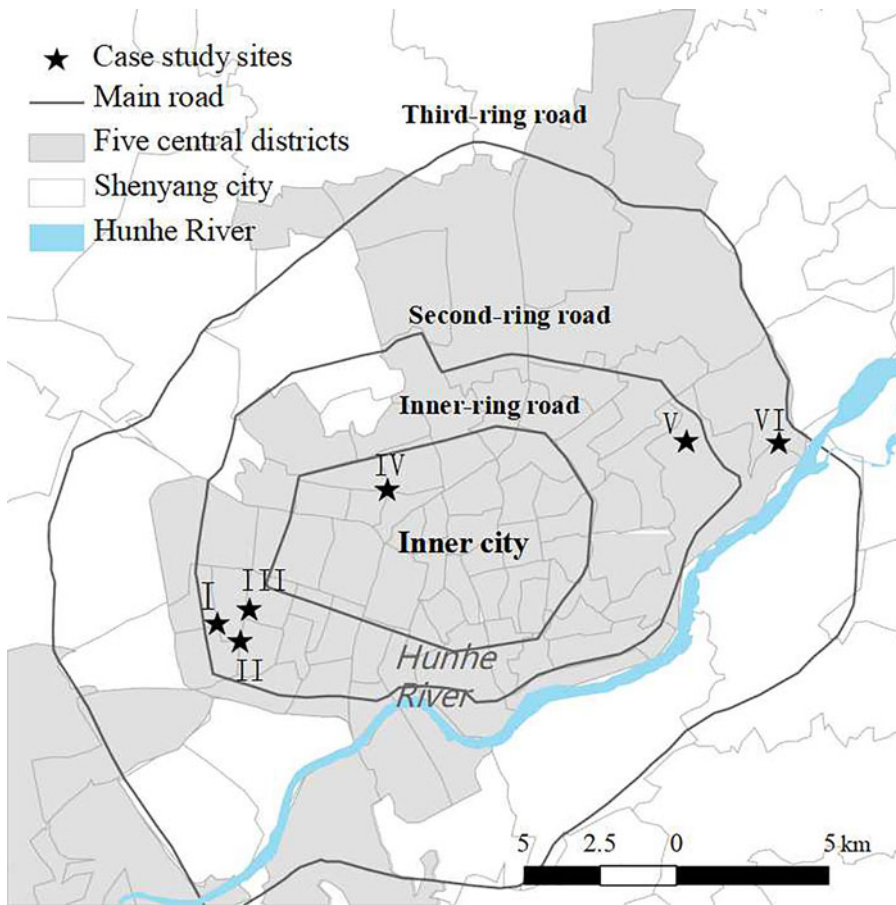 Case study sites
Main road
Five central districts
Shenyang city
Hunhe River
Third-ring road
Second-ring road
Inner-ring road
V
VI
IV
Inner city
III
I
II
Hunhe
River
5 2.5 0 5 km